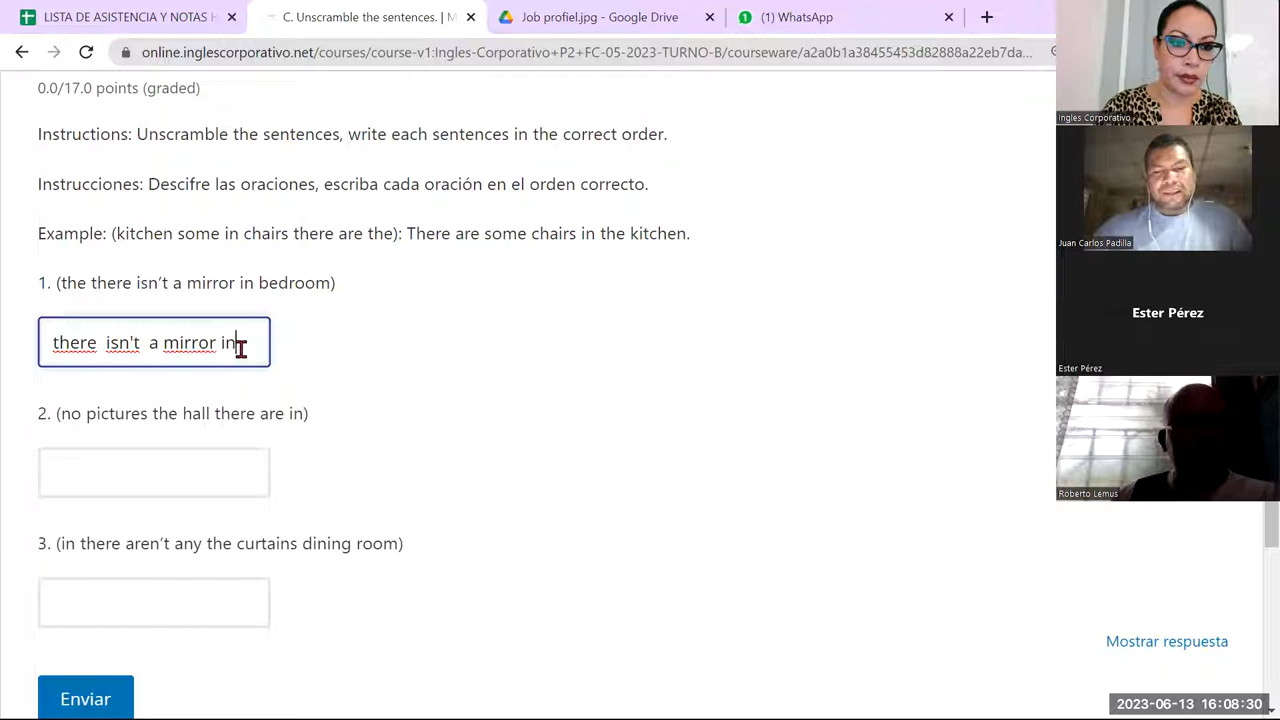 LISTA DE ASISTENCIA Y NOTAS
C. Unscramble the sentences. |
Job profiel.jpg - Google Drive
(1) WhatsApp
online.inglescorporativo.net/courses/course-v1:Ingles-Corporativo+P2+FC-05-2023-TURNO-B/courseware/a2a0b1a38455453d82888a22eb7da...
0.0/17.0 points (graded)
Instructions: Unscramble the sentences, write each sentences in the correct order.
Instrucciones: Descifre las oraciones, escriba cada oración en el orden correcto.
Example: (kitchen some in chairs there are the): There are some chairs in the kitchen.
1. (the there isn’t a mirror in bedroom)
there isn't a mirror in
2. (no pictures the hall there are in)
3. (in there aren’t any the curtains dining room)
Mostrar respuesta
Enviar
Ingles Corporativo
Juan Carlos Padilla
Ester Pérez
Ester Pérez
Roberto Lemus
2023-06-13 16:08:30